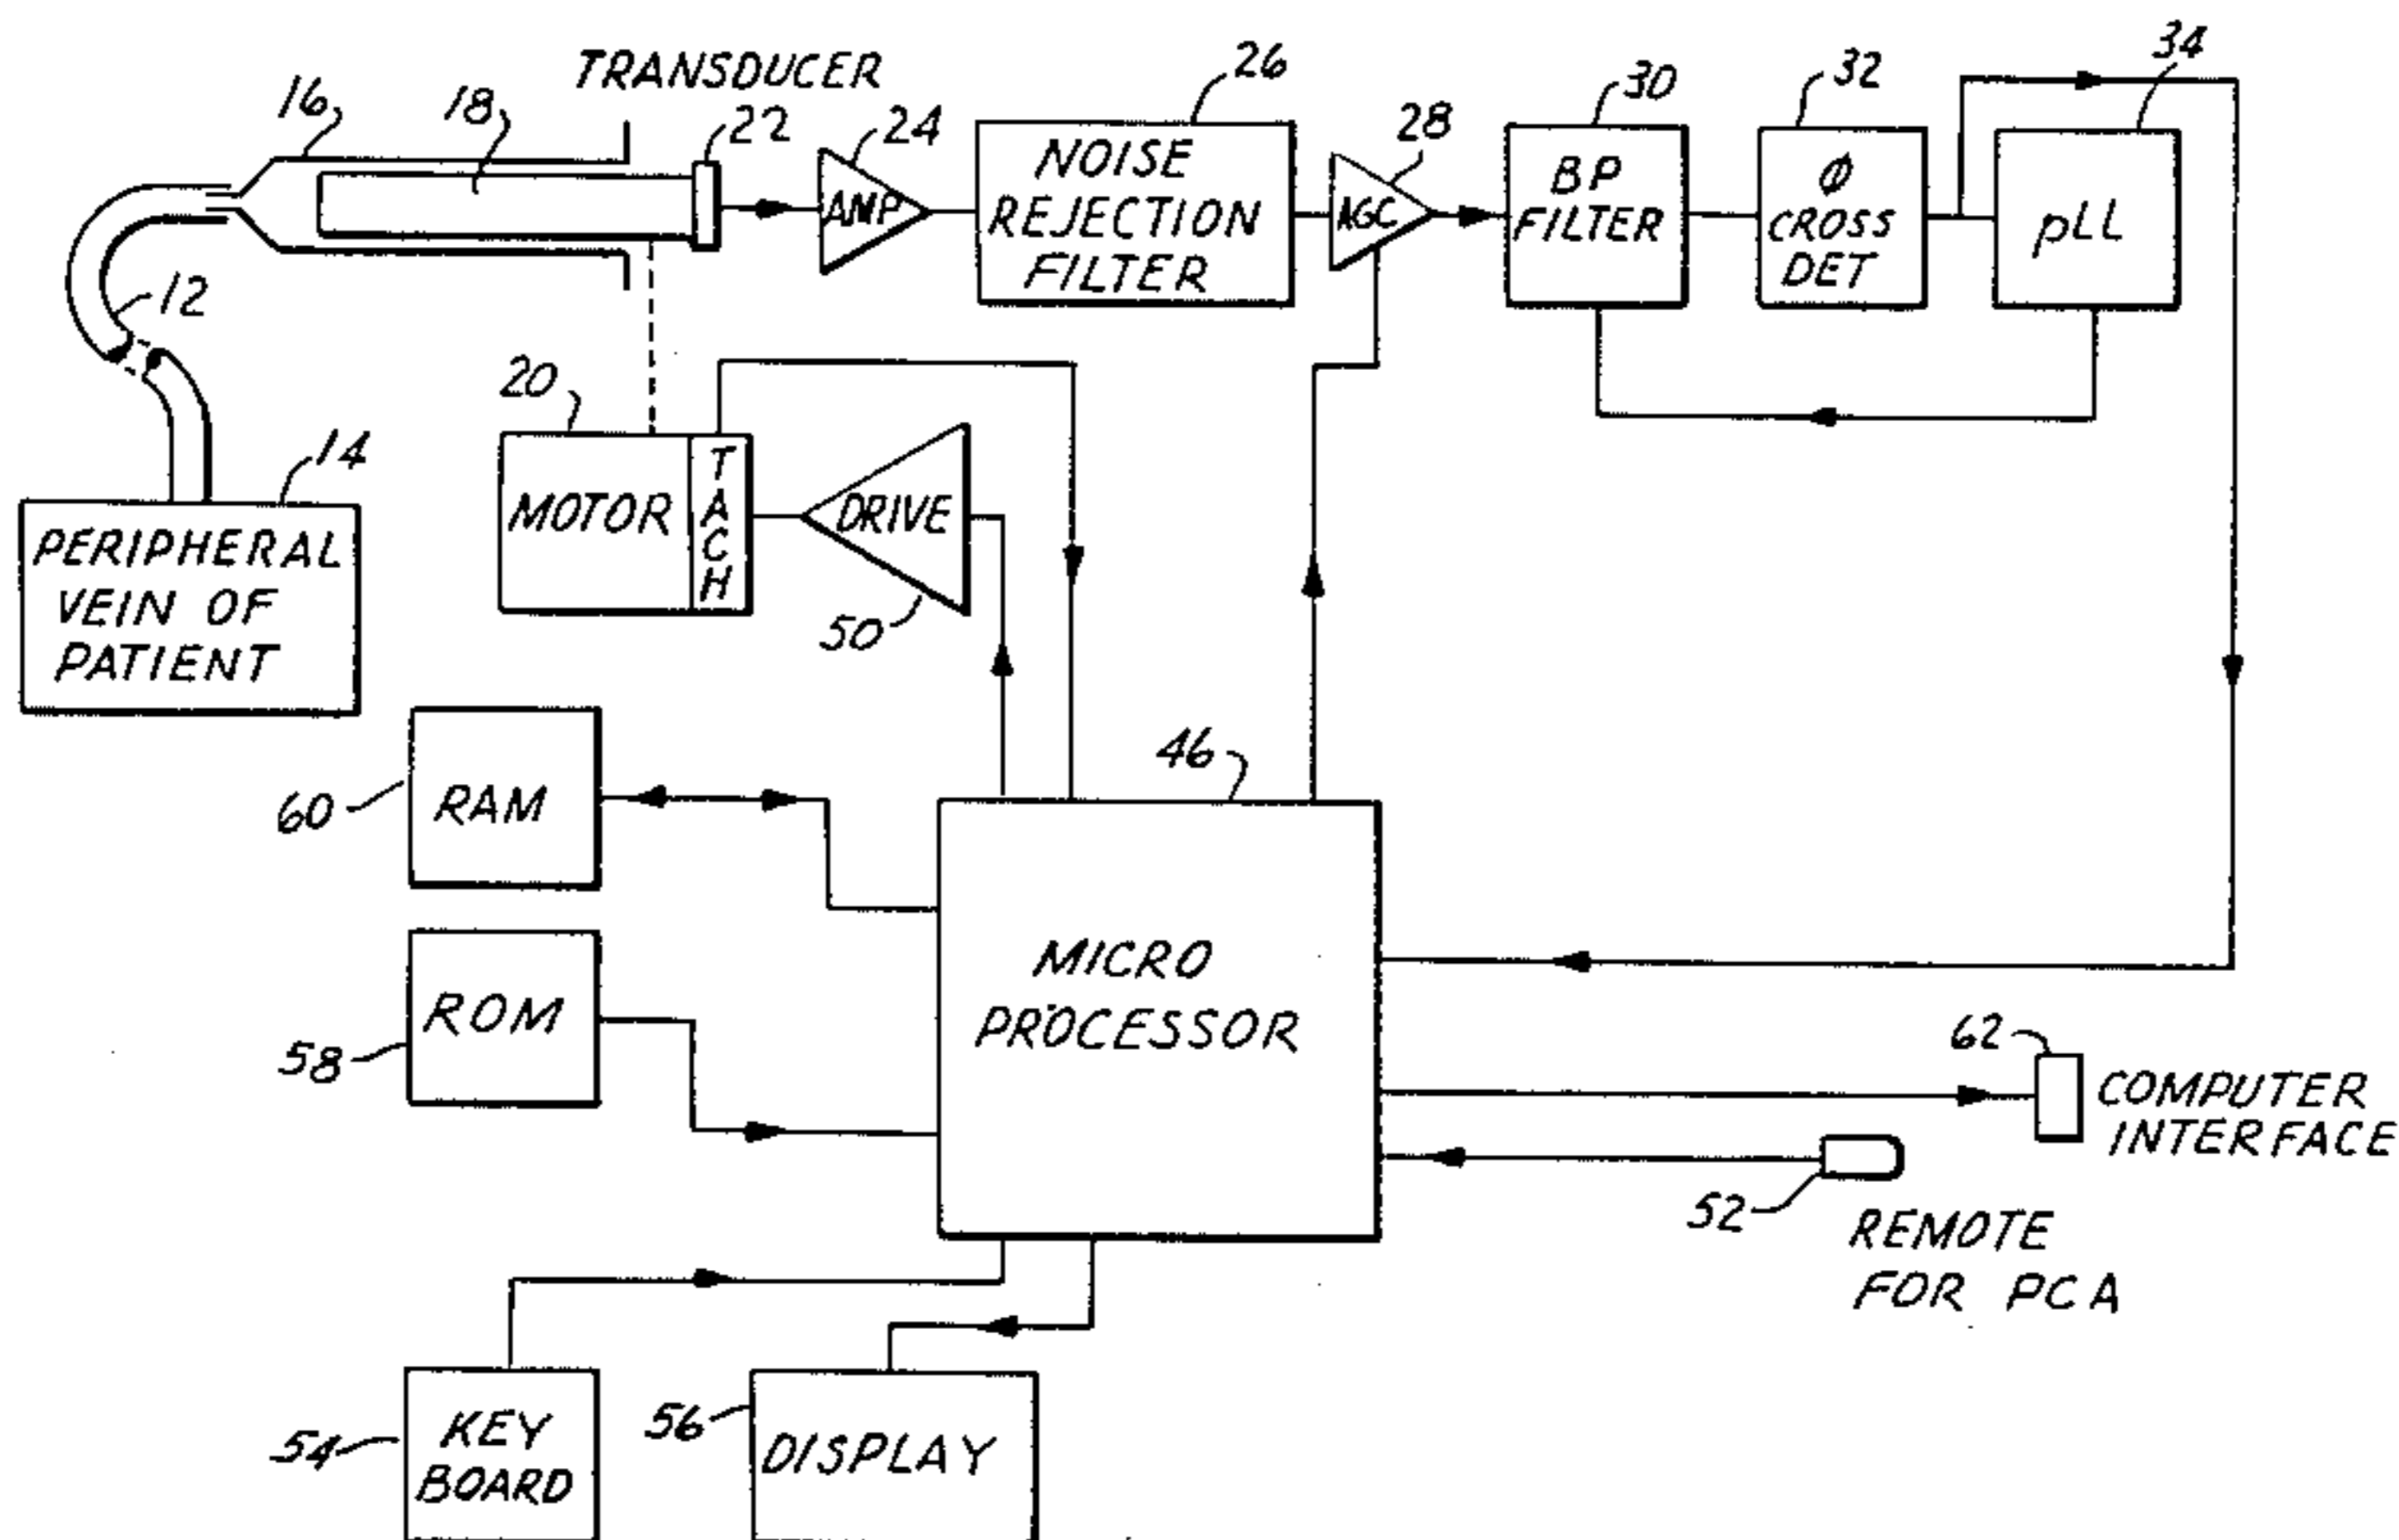 TRANSDUCER
16
18
22
24
26
28
30
32
34
AMP
NOISE
REJECTION
FILTER
AGC
BP
FILTER
Φ
CROSS
DET
PLL
12
14
20
PERIPHERAL
VEIN OF
PATIENT
MOTOR
TACH
DRIVE
50
60
RAM
46
58
ROM
MICRO
PROCESSOR
62
COMPUTER
INTERFACE
52
REMOTE
FOR PCA
54
KEY
BOARD
56
DISPLAY